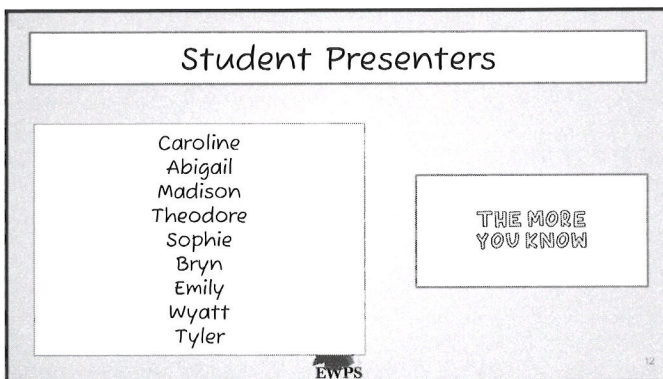 Student Presenters
Caroline
Abigail
Madison
Theodore
Sophie
Bryn
Emily
Wyatt
Tyler
THE MORE
YOU KNOW
EWPS
12